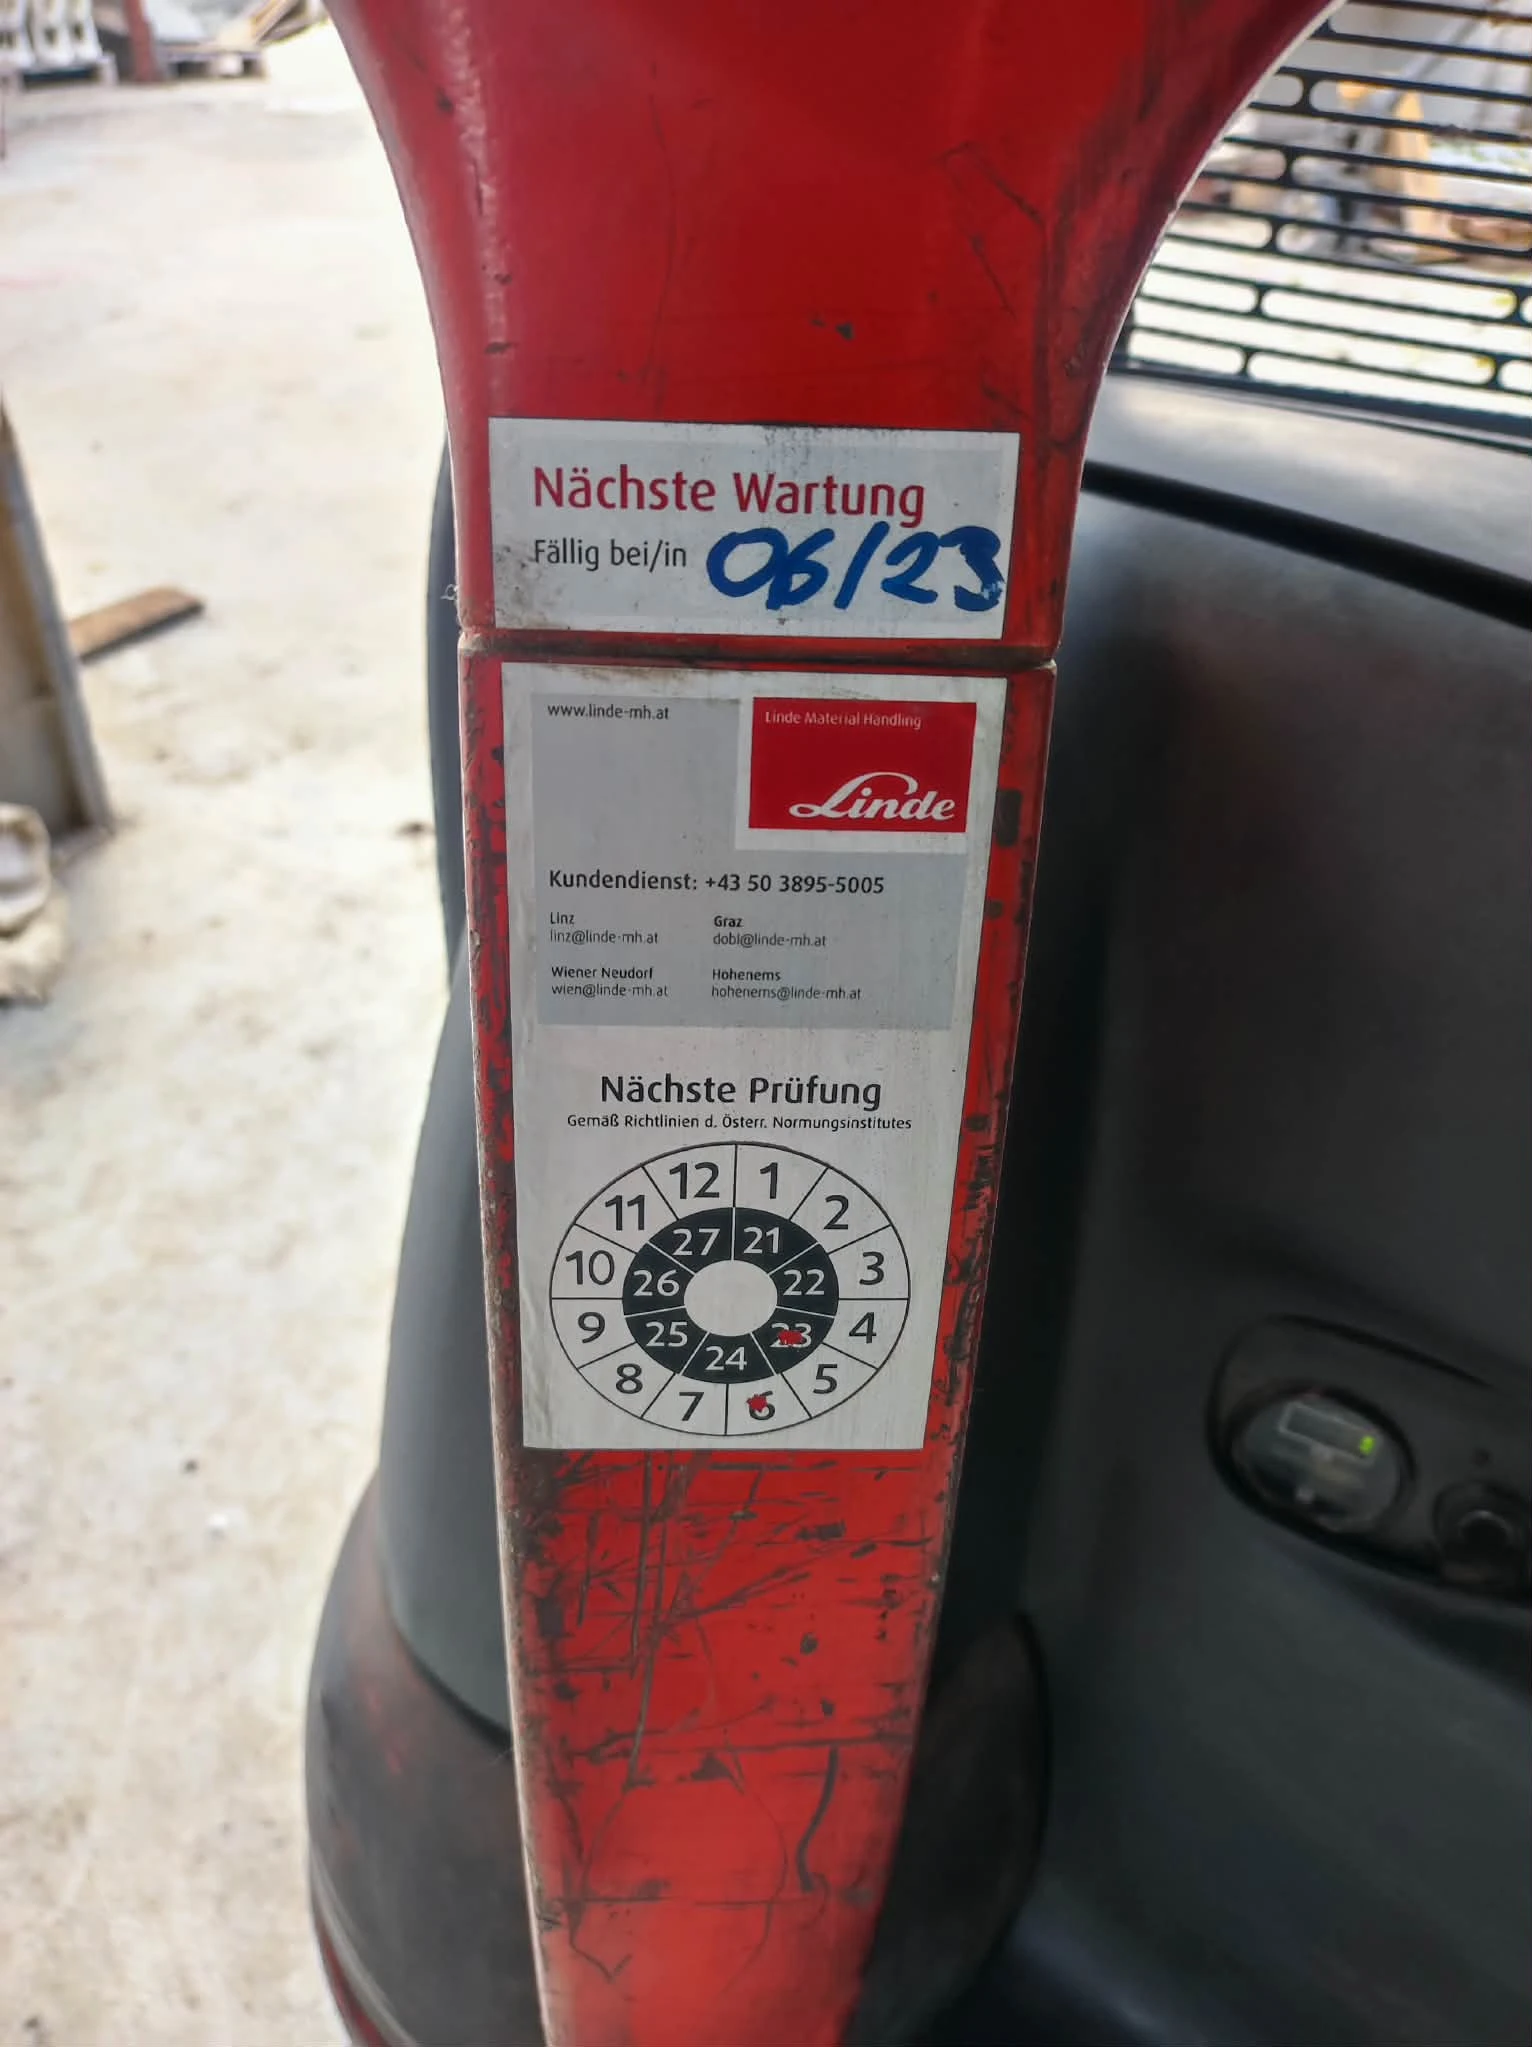 Nächste Wartung
Fällig bei/in 06/23
www.linde-mh.at
Linde Material Handling
Linde
Kundendienst: +43 50 3895-5005
Linz
linz@linde-mh.at
Graz
dobl@linde-mh.at
Wiener Neudorf
wien@linde-mh.at
Hohenems
hohenems@linde-mh.at
Nächste Prüfung
Gemäß Richtlinien d. Österr. Normungsinstitutes
12 1 2 3 4 5 6 7 8 9 10 11
27 21 22 23 24 25 26